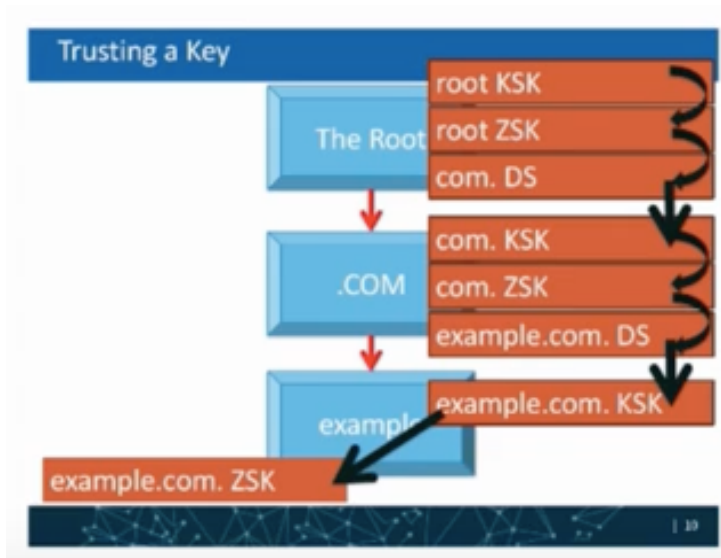 Trusting a Key
root KSK
The Root
root ZSK
com. DS
com. KSK
.COM
com. ZSK
example.com. DS
example.com. KSK
example
example.com. ZSK
| 10